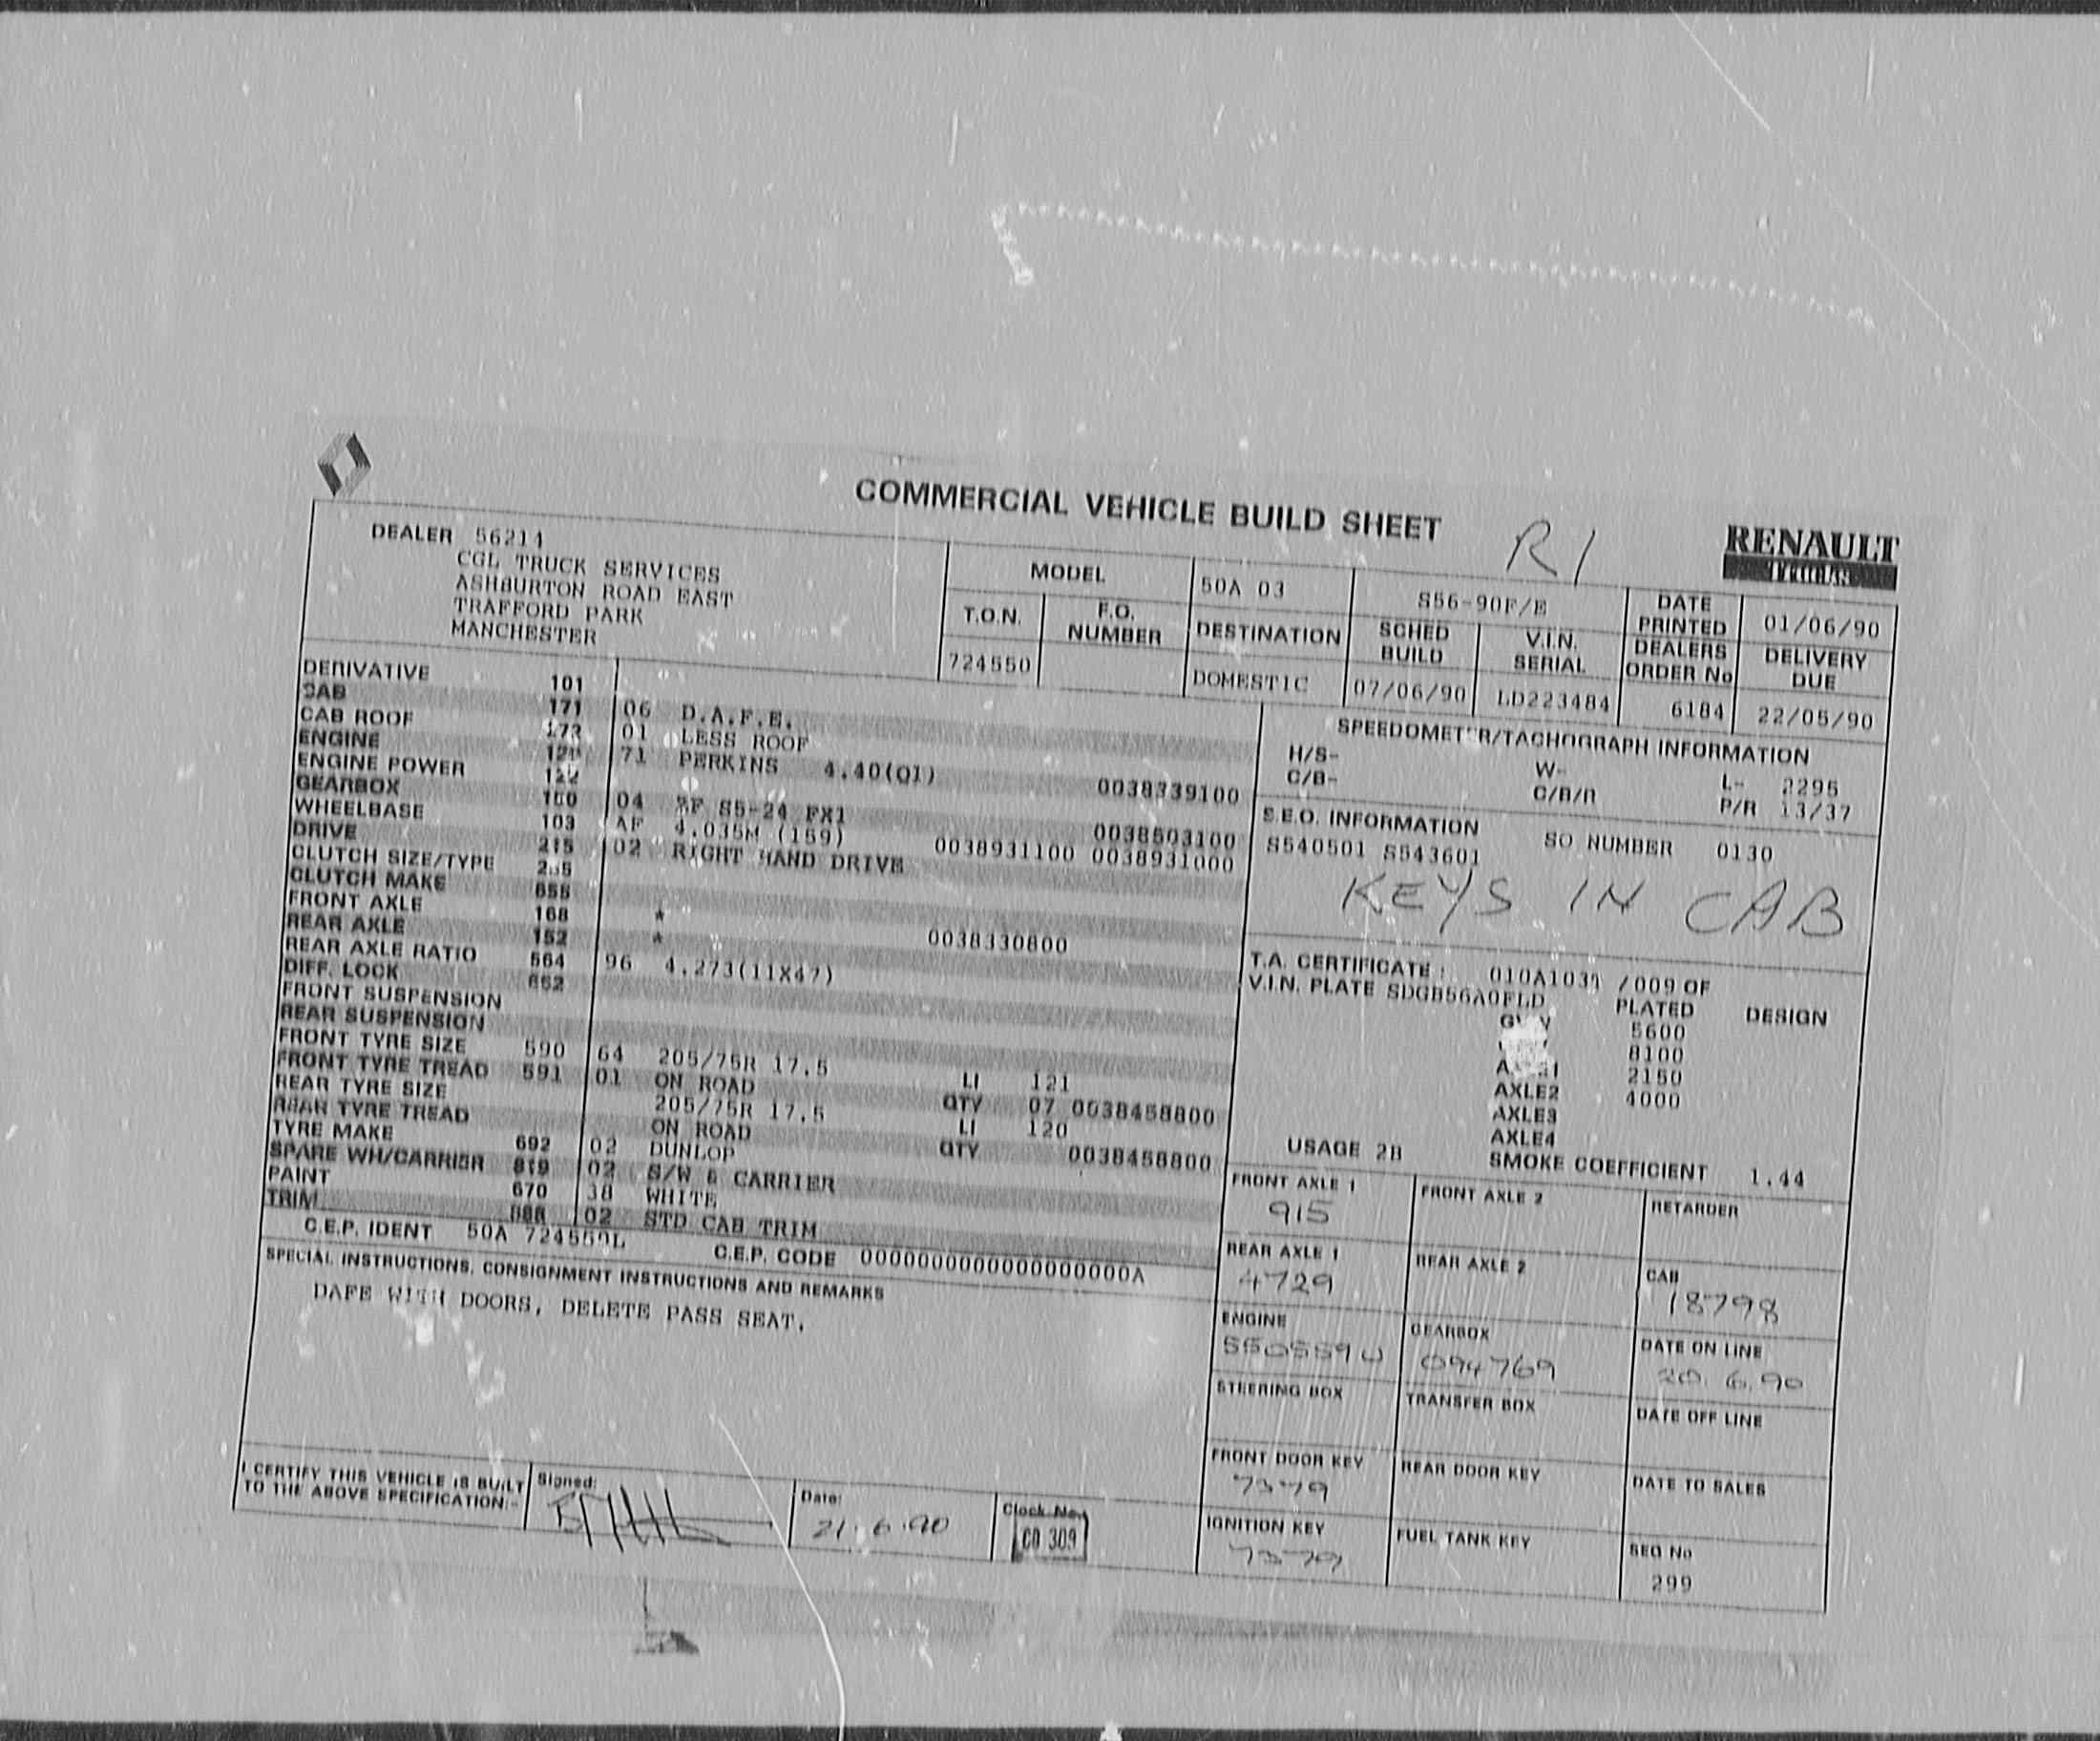 COMMERCIAL VEHICLE BUILD SHEET
R1
RENAULT
DEALER 56214
CGL TRUCK SERVICES
ASHBURTON ROAD EAST
TRAFFORD PARK
MANCHESTER
MODEL 50A 03 S56-90F/E DATE PRINTED 01/06/90
T.O.N. F.O. NUMBER DESTINATION SCHED BUILD V.I.N. SERIAL DEALERS ORDER No DELIVERY DUE
724550 DOMESTIC 07/06/90 LD223484 6184 22/05/90
DERIVATIVE 101
CAB 171 06 D.A.F.E.
CAB ROOF 173 01 LESS ROOF
ENGINE 71 PERKINS 4.40(Q1) 0038339100
ENGINE POWER 122
GEARBOX 04 ZF S5-24 FX1 0038503100
WHEELBASE 103 AF 4.035M (159) 0038931100 0038931000
DRIVE 215 02 RIGHT HAND DRIVE
CLUTCH SIZE/TYPE
CLUTCH MAKE
FRONT AXLE 168 *
REAR AXLE 152 * 0038330800
REAR AXLE RATIO 564 96 4.273(11X47)
DIFF. LOCK 652
FRONT SUSPENSION
REAR SUSPENSION
FRONT TYRE SIZE 590 64 205/75R 17.5 LI 121
FRONT TYRE TREAD 591 01 ON ROAD QTY 07 0038458800
REAR TYRE SIZE 205/75R 17.5 LI 120
REAR TYRE TREAD ON ROAD QTY 0038458800
TYRE MAKE 692 02 DUNLOP
SPARE WH/CARRIER 819 02 S/W & CARRIER
PAINT 670 38 WHITE
TRIM 02 STD CAB TRIM
C.E.P. IDENT 50A 724550L C.E.P. CODE
SPECIAL INSTRUCTIONS, CONSIGNMENT INSTRUCTIONS AND REMARKS
DAFE WITH DOORS, DELETE PASS SEAT.
I CERTIFY THIS VEHICLE IS BUILT
TO THE ABOVE SPECIFICATION:-
Signed:
Date: 21.6.90
Clock No.
CO 309
SPEEDOMETER/TACHOGRAPH INFORMATION
H/S- W- L- 2295
C/B- C/B/R P/R 13/37
S.E.O. INFORMATION SO NUMBER 0130
S540501 S543601
KEYS IN CAB
T.A. CERTIFICATE : /009 OF
V.I.N. PLATE SDGB56A0FLD PLATED DESIGN
5600
8100
2150
AXLE2 4000
AXLE3
AXLE4
USAGE 2B SMOKE COEFFICIENT 1.44
FRONT AXLE 1 FRONT AXLE 2 RETARDER
915
REAR AXLE 1 REAR AXLE 2 CAB
4729 18798
ENGINE GEARBOX DATE ON LINE
094769 20.6.90
STEERING BOX TRANSFER BOX DATE OFF LINE
FRONT DOOR KEY REAR DOOR KEY DATE TO SALES
7379
IGNITION KEY FUEL TANK KEY SEQ No
7379 299